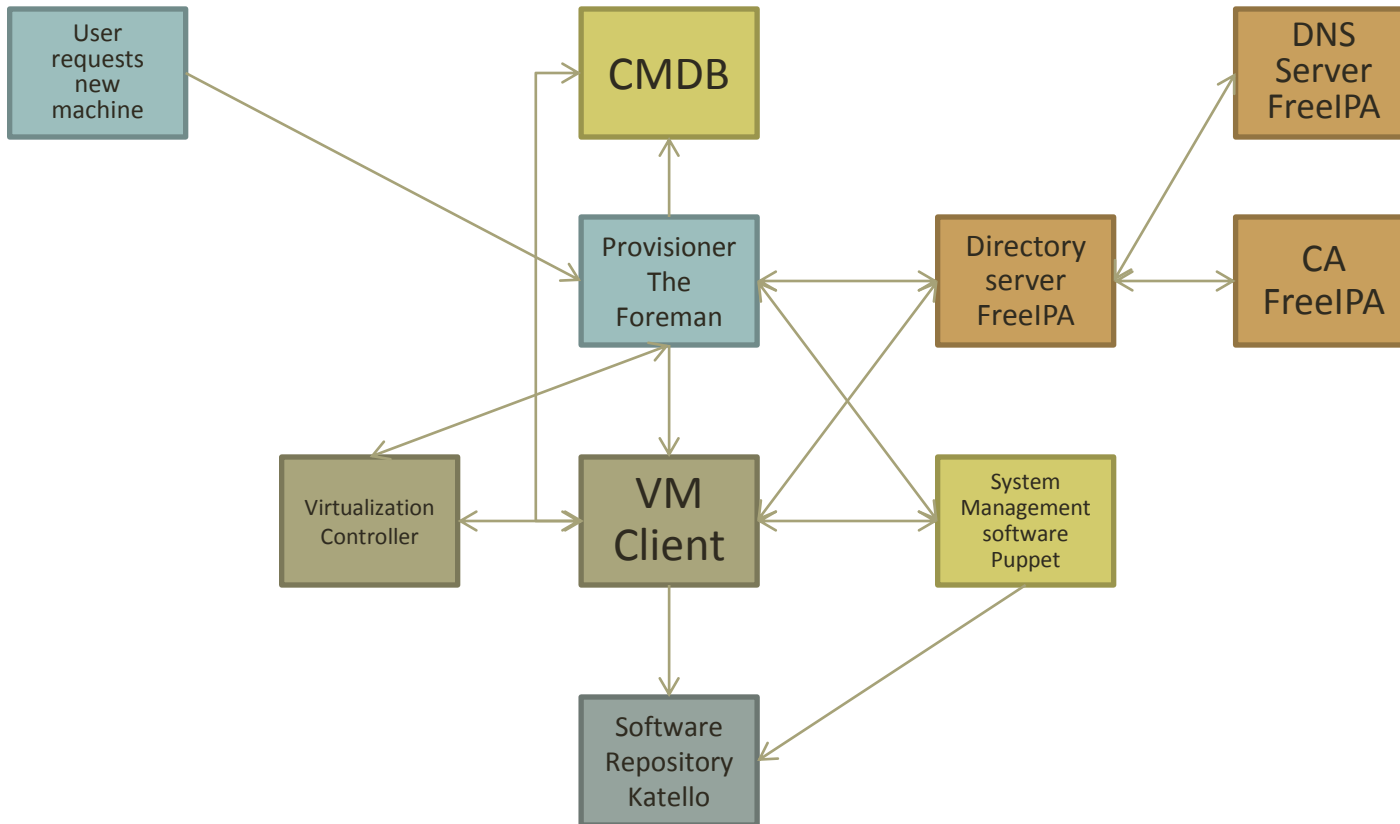 User
requests
new
machine
CMDB
DNS
Server
FreeIPA
Provisioner
The
Foreman
Directory
server
FreeIPA
CA
FreeIPA
Virtualization
Controller
VM
Client
System
Management
software
Puppet
Software
Repository
Katello